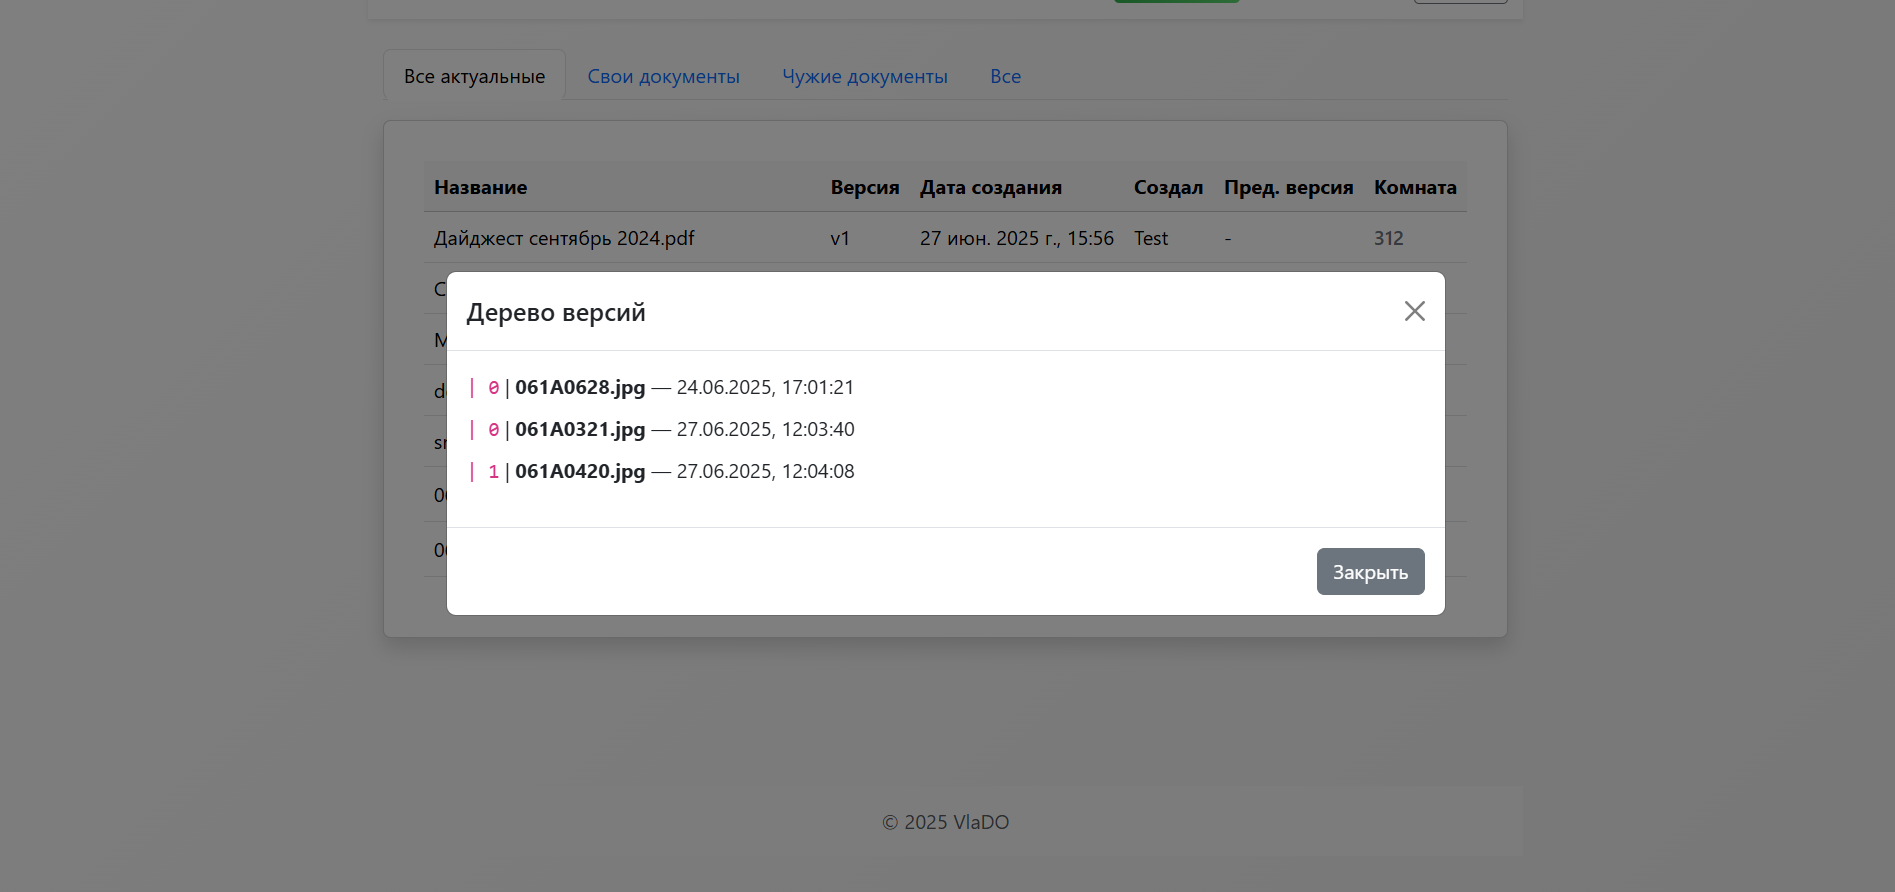 Все актуальные Свои документы Чужие документы Все
Название Версия Дата создания Создал Пред. версия Комната
Дайджест сентябрь 2024.pdf v1 27 июн. 2025 г., 15:56 Test - 312
Дерево версий
| 0 | 061A0628.jpg — 24.06.2025, 17:01:21
| 0 | 061A0321.jpg — 27.06.2025, 12:03:40
| 1 | 061A0420.jpg — 27.06.2025, 12:04:08
Закрыть
© 2025 VlaDO